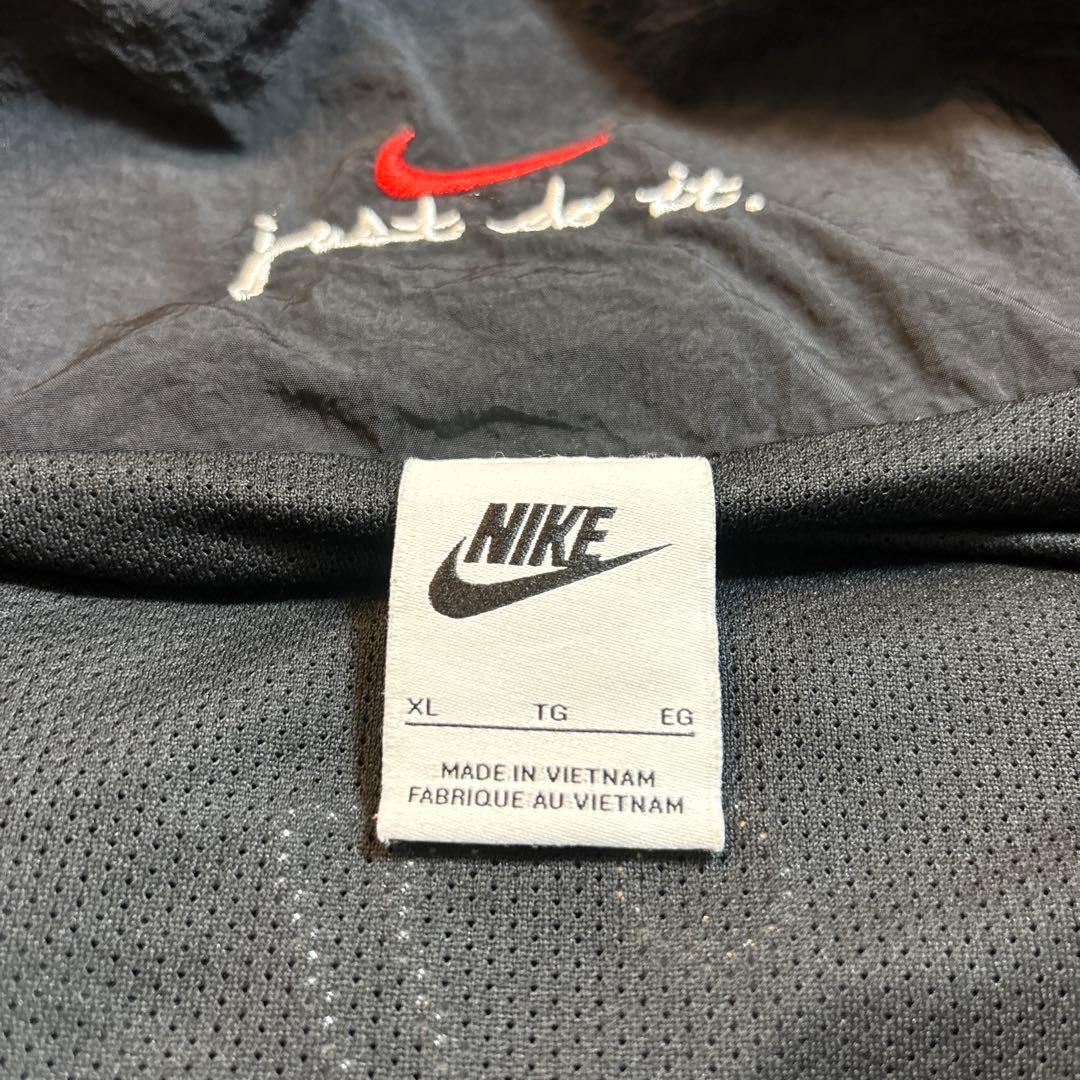 just do it.
NIKE
XL TG EG
MADE IN VIETNAM
FABRIQUE AU VIETNAM